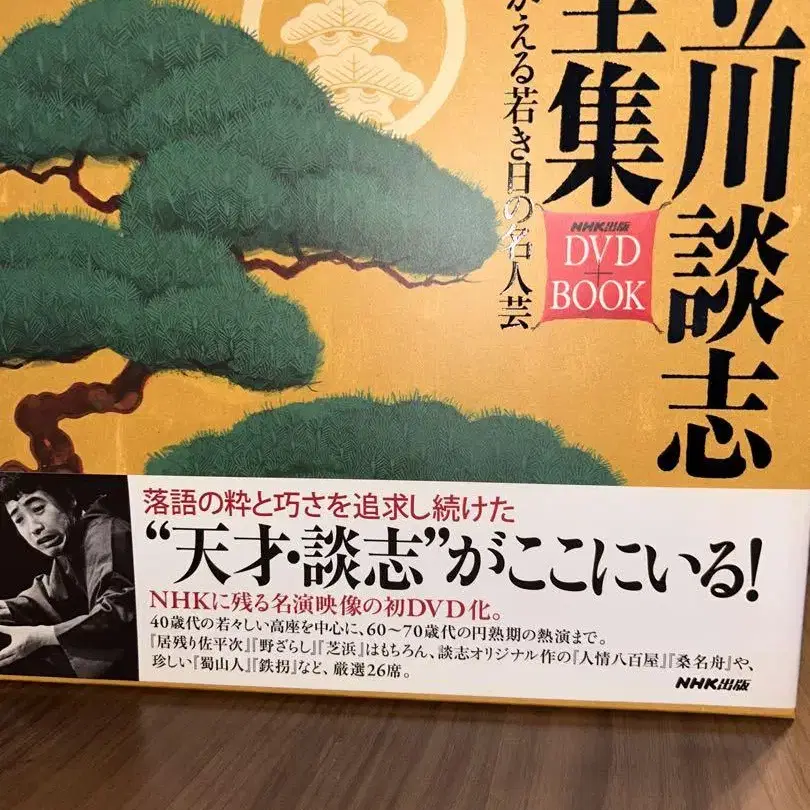 立川談志
全集
がえる若き日の名人芸
NHK出版
DVD
+
BOOK
落語の粋と巧さを追求し続けた
“天才・談志”がここにいる!
NHKに残る名演映像の初DVD化。
40歳代の若々しい高座を中心に、60〜70歳代の円熟期の熱演まで。
『居残り佐平次』『野ざらし』『芝浜』はもちろん、談志オリジナル作の『人情八百屋』『桑名舟』や、
珍しい『蜀山人』『鉄拐』など、厳選26席。
NHK出版